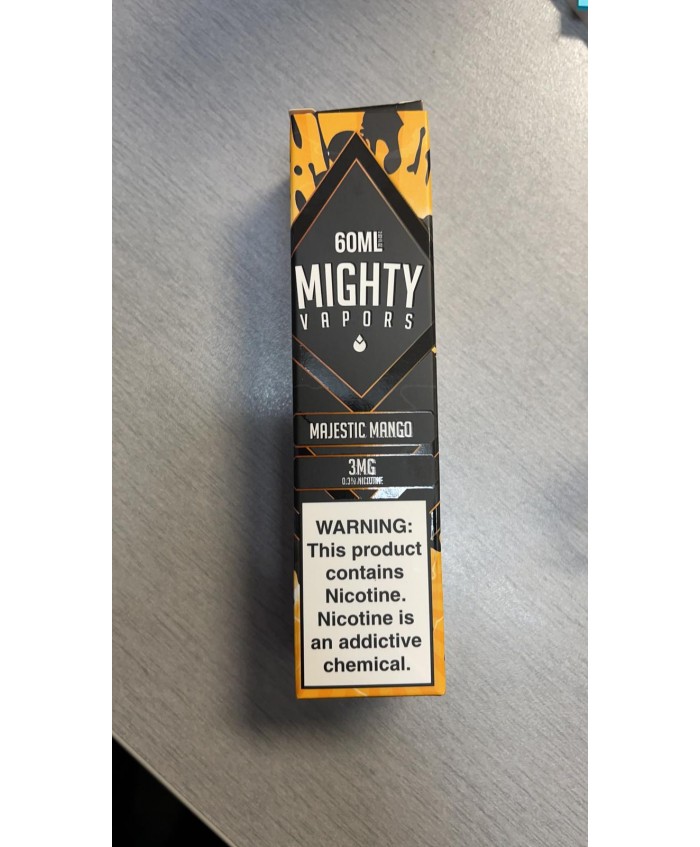 60ML
MIGHTY
VAPORS
MAJESTIC MANGO
3MG
0.3% NICOTINE
WARNING:
This product
contains
Nicotine.
Nicotine is
an addictive
chemical.